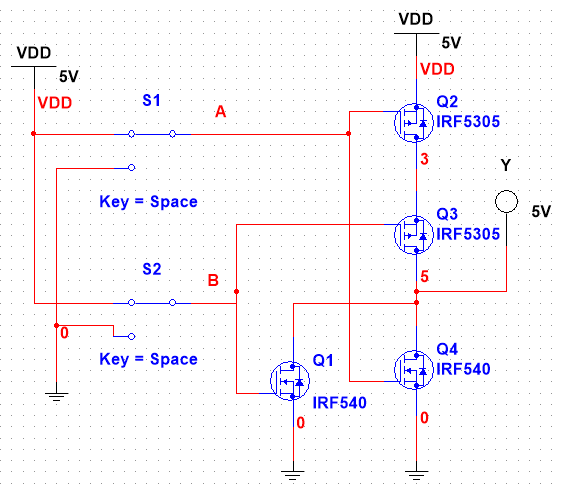 VDD
5V
VDD
VDD
5V
VDD
S1
A
Key = Space
Q2
IRF5305
3
Y
5V
Q3
IRF5305
S2
B
5
0
Key = Space
Q1
IRF540
0
Q4
IRF540
0